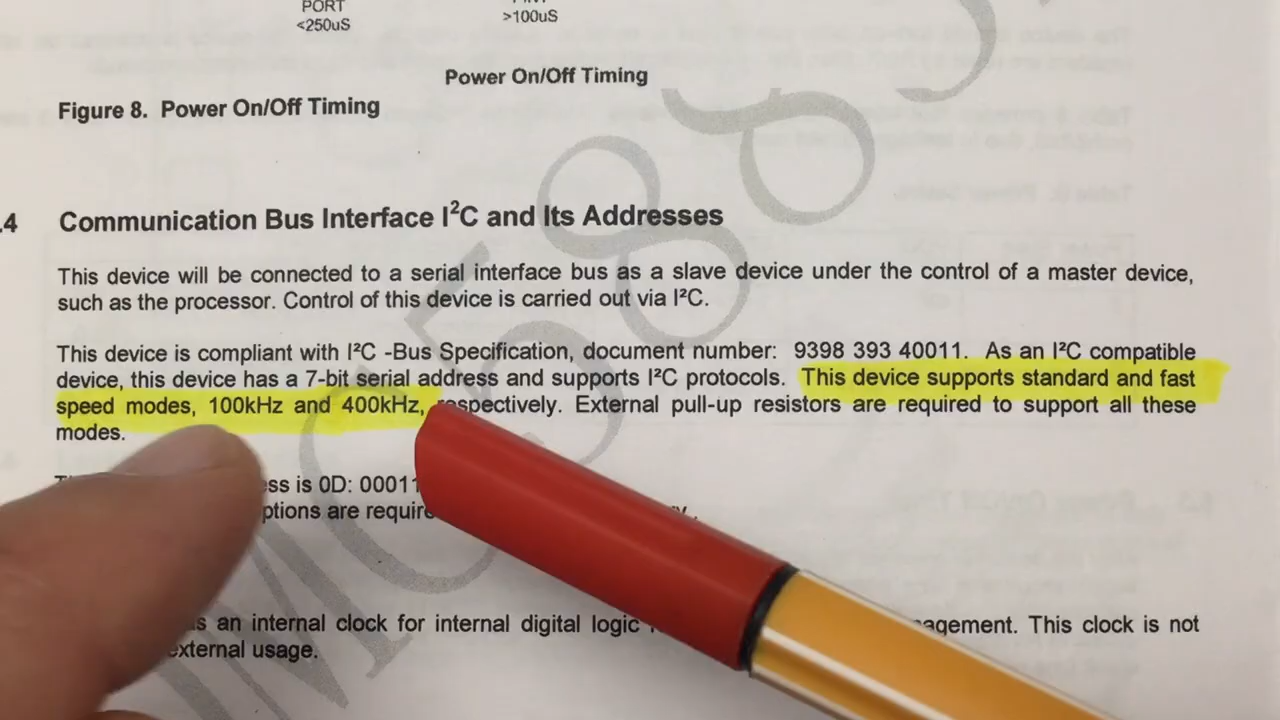 PORT
<250uS
>100uS
Power On/Off Timing
Figure 8. Power On/Off Timing
.4 Communication Bus Interface I²C and Its Addresses
This device will be connected to a serial interface bus as a slave device under the control of a master device,
such as the processor. Control of this device is carried out via I²C.
This device is compliant with I²C -Bus Specification, document number: 9398 393 40011. As an I²C compatible
device, this device has a 7-bit serial address and supports I²C protocols. This device supports standard and fast
speed modes, 100kHz and 400kHz, respectively. External pull-up resistors are required to support all these
modes.
ss is 0D: 00011
ptions are require
s an internal clock for internal digital logic agement. This clock is not
external usage.